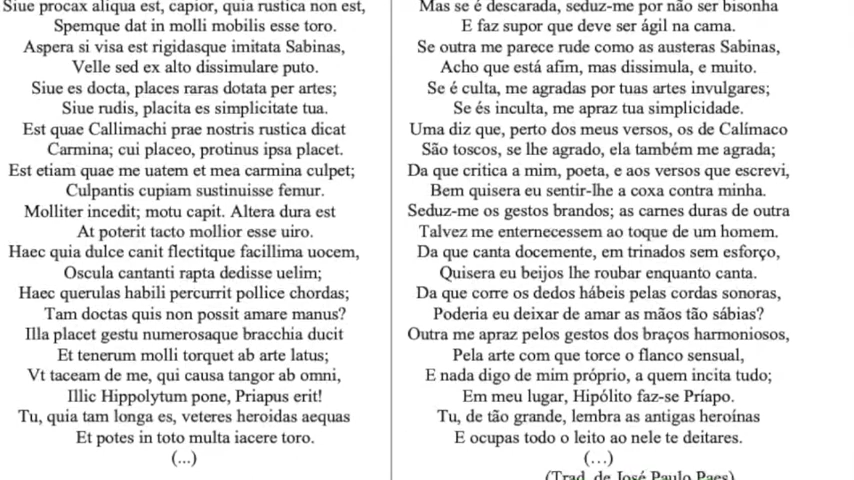 Siue procax aliqua est, capior, quia rustica non est,
Spemque dat in molli mobilis esse toro.
Aspera si visa est rigidasque imitata Sabinas,
Velle sed ex alto dissimulare puto.
Siue es docta, places raras dotata per artes;
Siue rudis, placita es simplicitate tua.
Est quae Callimachi prae nostris rustica dicat
Carmina; cui placeo, protinus ipsa placet.
Est etiam quae me uatem et mea carmina culpet;
Culpantis cupiam sustinuisse femur.
Molliter incedit; motu capit. Altera dura est
At poterit tacto mollior esse uiro.
Haec quia dulce canit flectitque facillima uocem,
Oscula cantanti rapta dedisse uelim;
Haec querulas habili percurrit pollice chordas;
Tam doctas quis non possit amare manus?
Illa placet gestu numerosaque bracchia ducit
Et tenerum molli torquet ab arte latus;
Vt taceam de me, qui causa tangor ab omni,
Illic Hippolytum pone, Priapus erit!
Tu, quia tam longa es, veteres heroidas aequas
Et potes in toto multa iacere toro.
(...)
Mas se é descarada, seduz-me por não ser bisonha
E faz supor que deve ser ágil na cama.
Se outra me parece rude como as austeras Sabinas,
Acho que está afim, mas dissimula, e muito.
Se é culta, me agradas por tuas artes invulgares;
Se és inculta, me apraz tua simplicidade.
Uma diz que, perto dos meus versos, os de Calímaco
São toscos, se lhe agrado, ela também me agrada;
Da que critica a mim, poeta, e aos versos que escrevi,
Bem quisera eu sentir-lhe a coxa contra minha.
Seduz-me os gestos brandos; as carnes duras de outra
Talvez me enternecessem ao toque de um homem.
Da que canta docemente, em trinados sem esforço,
Quisera eu beijos lhe roubar enquanto canta.
Da que corre os dedos hábeis pelas cordas sonoras,
Poderia eu deixar de amar as mãos tão sábias?
Outra me apraz pelos gestos dos braços harmoniosos,
Pela arte com que torce o flanco sensual,
E nada digo de mim próprio, a quem incita tudo;
Em meu lugar, Hipólito faz-se Príapo.
Tu, de tão grande, lembra as antigas heroínas
E ocupas todo o leito ao nele te deitares.
(...)
(Trad. de José Paulo Paes)